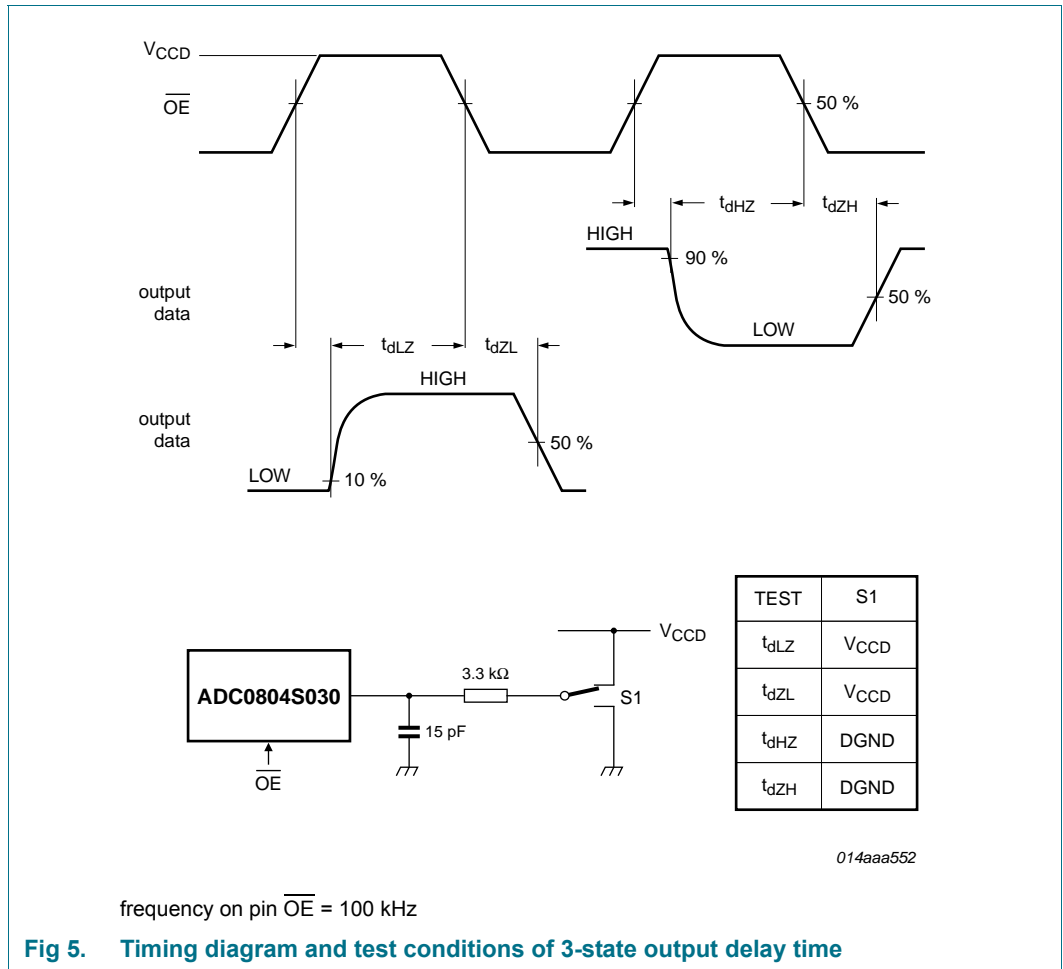 VCCD
OE
50 %
tdHZ
tdZH
HIGH
90 %
output
data
50 %
LOW
tdLZ
tdZL
HIGH
output
data
50 %
LOW
10 %
TEST S1
tdLZ VCCD
tdZL VCCD
tdHZ DGND
tdZH DGND
VCCD
3.3 kΩ
ADC0804S030
S1
15 pF
OE
014aaa552
frequency on pin OE = 100 kHz
Fig 5. Timing diagram and test conditions of 3-state output delay time